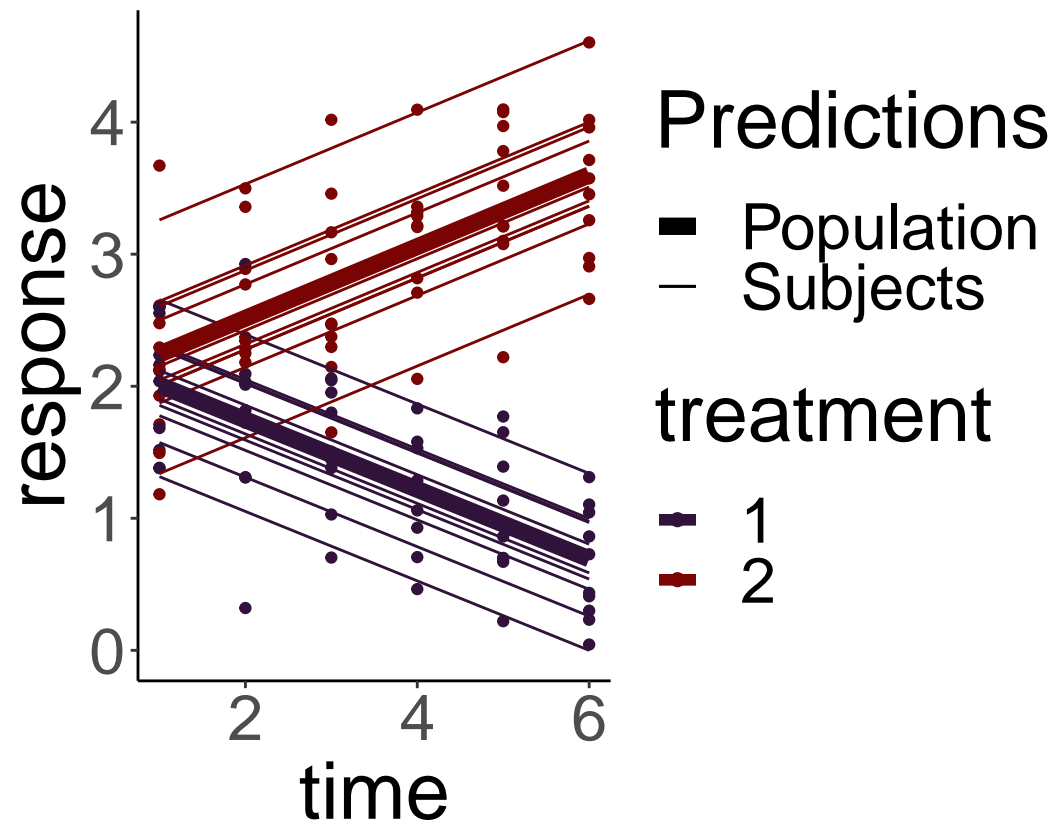 4
3
2
1
0
response
2 4 6
time
Predictions
Population
Subjects
treatment
1
2